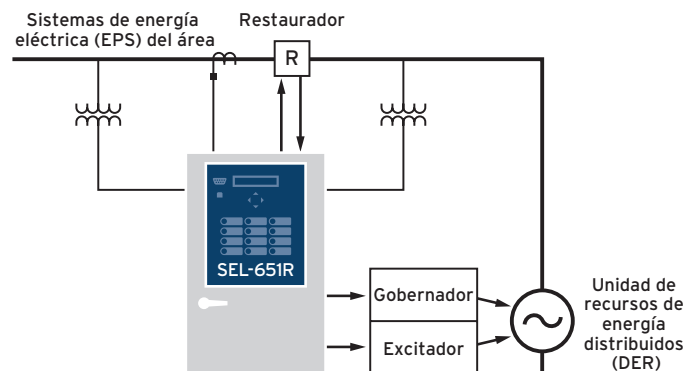 Sistemas de energía
eléctrica (EPS) del área
Restaurador
R
SEL-651R
Gobernador
Excitador
Unidad de
recursos de
energía
distribuidos
(DER)